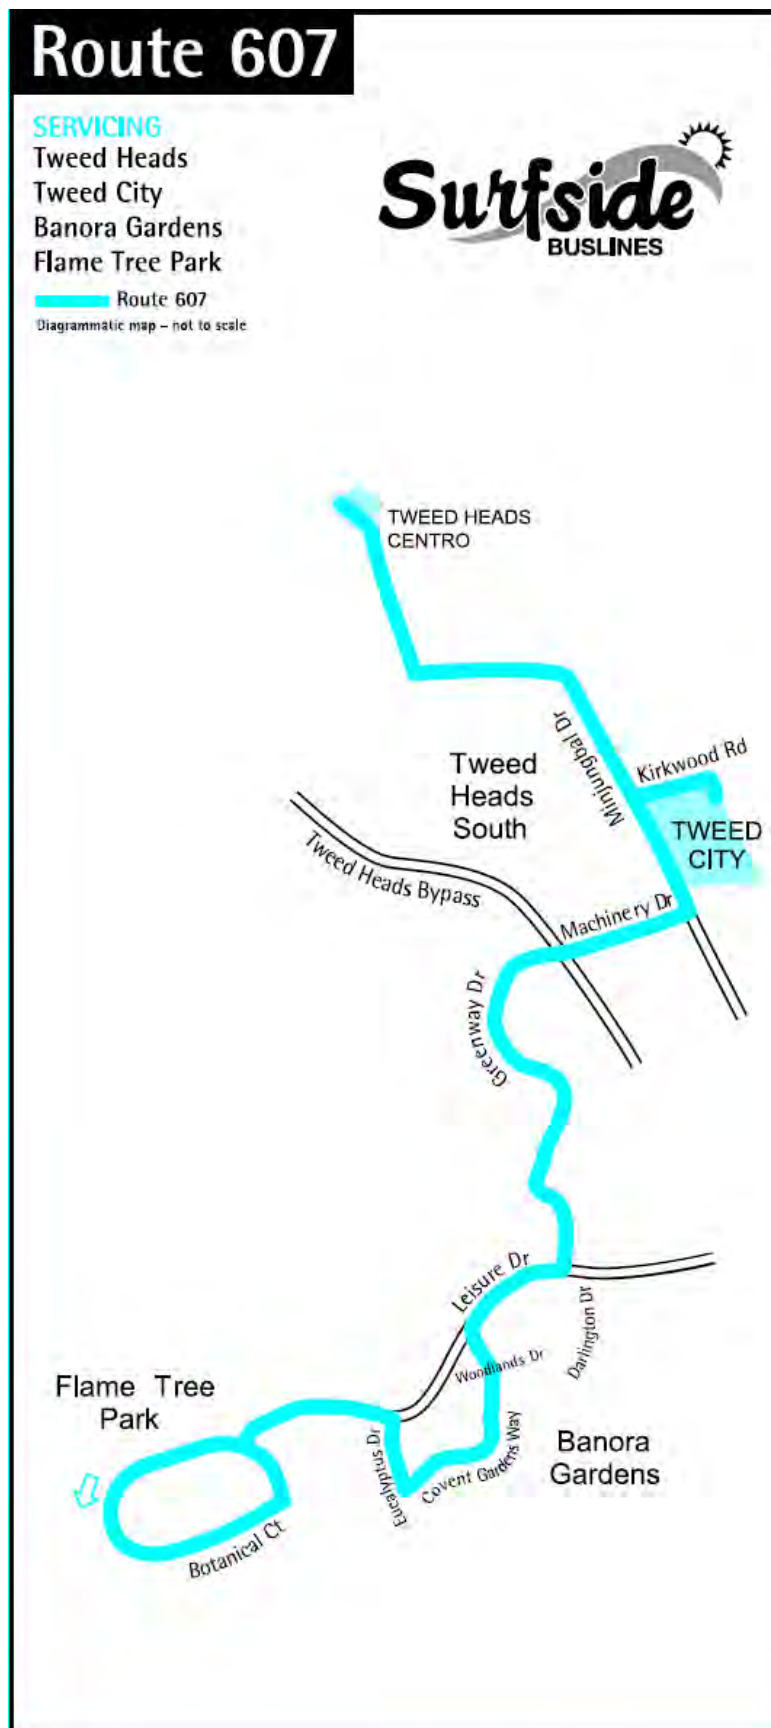 Route 607
SERVICING
Tweed Heads
Tweed City
Banora Gardens
Flame Tree Park
Route 607
Diagrammatic map – not to scale
Surfside
BUSLINES
TWEED HEADS
CENTRO
Minjungbal Dr
Kirkwood Rd
Tweed
Heads
South
TWEED
CITY
Tweed Heads Bypass
Machinery Dr
Greenway Dr
Leisure Dr
Darlington Dr
Woodlands Dr
Flame Tree
Park
Eucalyptus Dr
Covent Gardens Way
Banora
Gardens
Botanical Ct